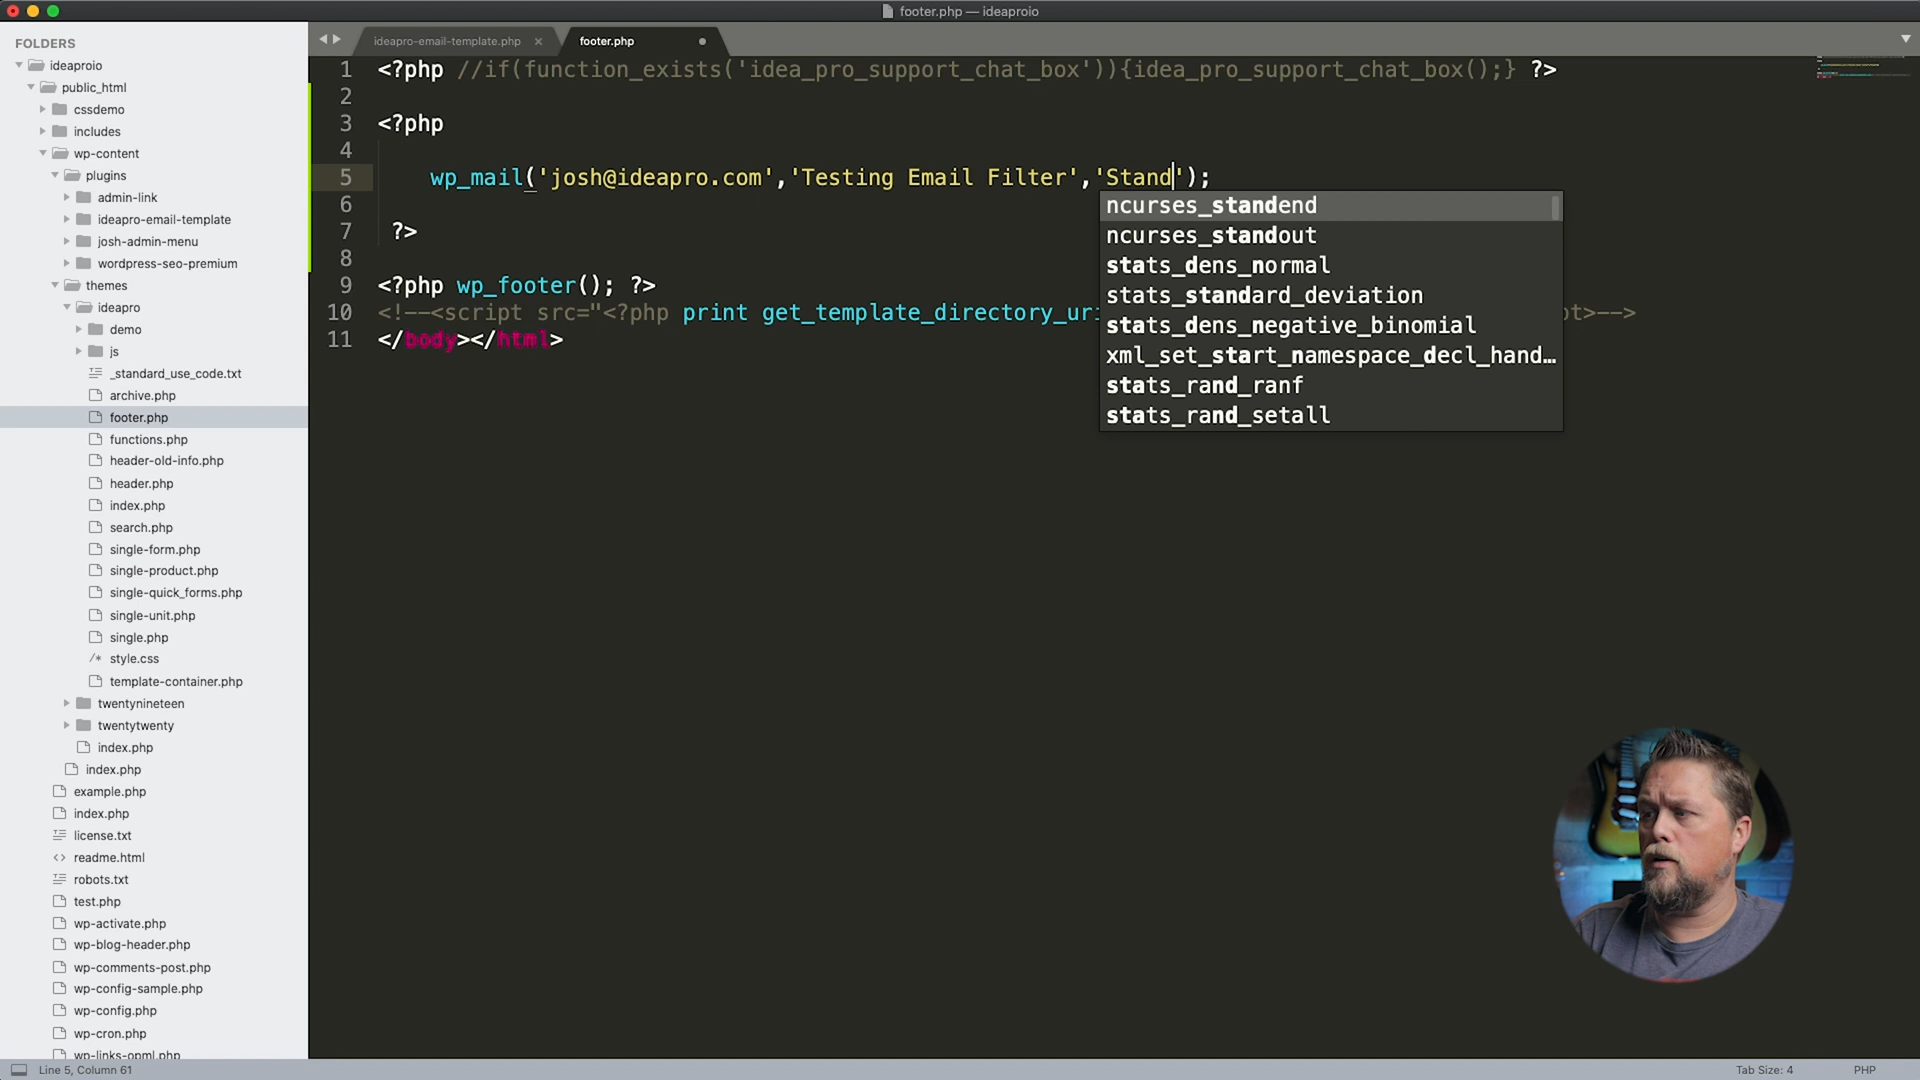 footer.php — ideaproio
FOLDERS
ideaproio
public_html
cssdemo
includes
wp-content
plugins
admin-link
ideapro-email-template
josh-admin-menu
wordpress-seo-premium
themes
ideapro
demo
js
_standard_use_code.txt
archive.php
footer.php
functions.php
header-old-info.php
header.php
index.php
search.php
single-form.php
single-product.php
single-quick_forms.php
single-unit.php
single.php
/* style.css
template-container.php
twentynineteen
twentytwenty
index.php
index.php
example.php
index.php
license.txt
<> readme.html
robots.txt
test.php
wp-activate.php
wp-blog-header.php
wp-comments-post.php
wp-config-sample.php
wp-config.php
wp-cron.php
wp-links-opml.php
ideapro-email-template.php ×
footer.php
1 <?php //if(function_exists('idea_pro_support_chat_box')){idea_pro_support_chat_box();} ?>
2
3 <?php
4
5 wp_mail('josh@ideapro.com','Testing Email Filter','Stand');
6
7 ?>
8
9 <?php wp_footer(); ?>
10 <!--<script src="<?php print get_template_directory_uri pt>-->
11 </body></html>
ncurses_standend
ncurses_standout
stats_dens_normal
stats_standard_deviation
stats_dens_negative_binomial
xml_set_start_namespace_decl_hand…
stats_rand_ranf
stats_rand_setall
Line 5, Column 61
Tab Size: 4
PHP